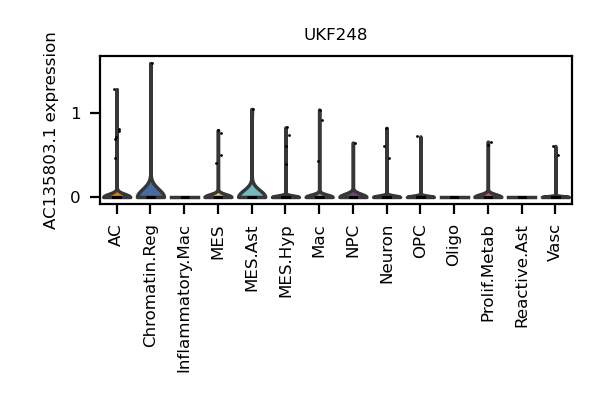 UKF248
AC135803.1 expression
1
0
AC
Chromatin.Reg
Inflammatory.Mac
MES
MES.Ast
MES.Hyp
Mac
NPC
Neuron
OPC
Oligo
Prolif.Metab
Reactive.Ast
Vasc